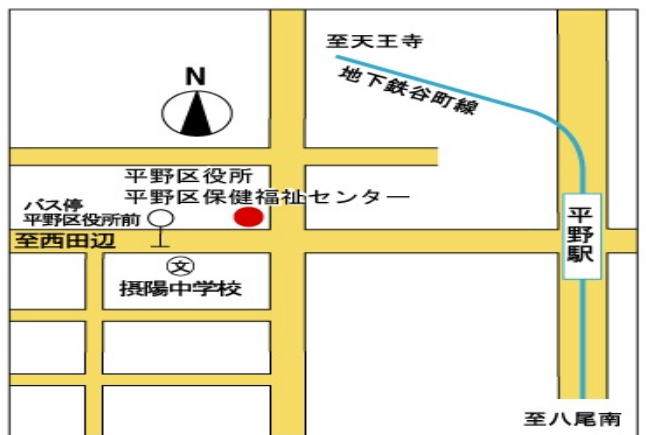 至天王寺
地下鉄谷町線
N
平野区役所
平野区保健福祉センター
バス停
平野区役所前
至西田辺
平野駅
文
摂陽中学校
至八尾南